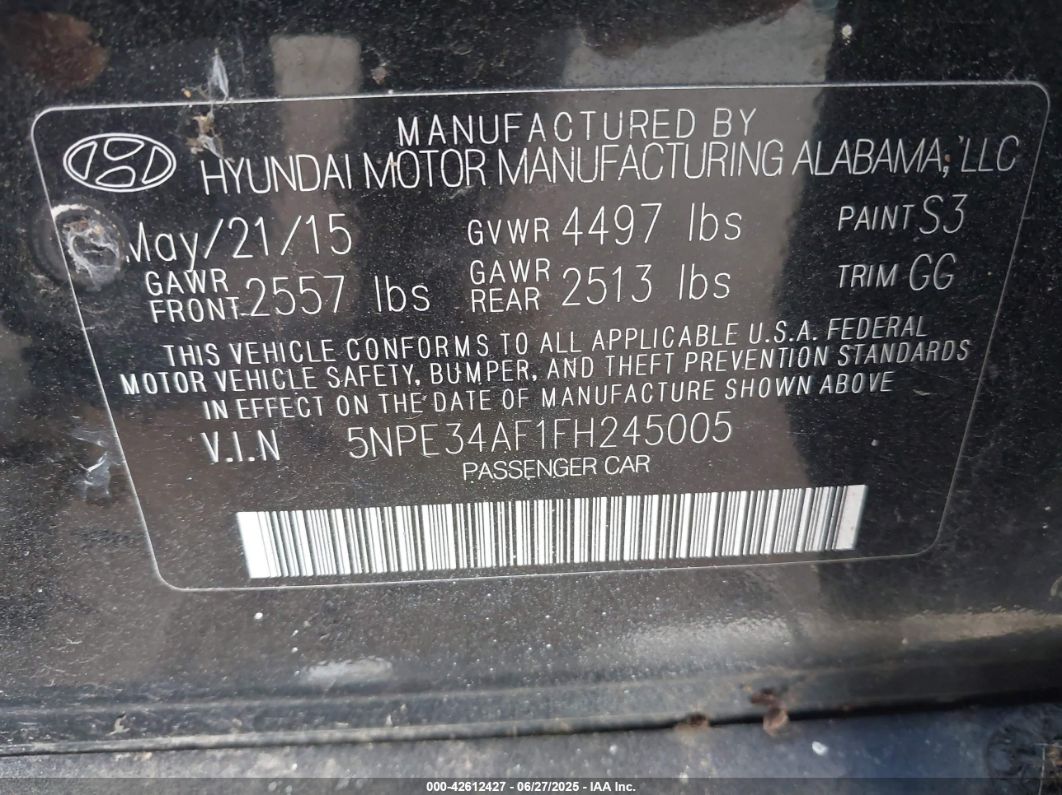 MANUFACTURED BY
HYUNDAI MOTOR MANUFACTURING ALABAMA, LLC
May/21/15 GVWR 4497 lbs PAINT S3
GAWR FRONT 2557 lbs GAWR REAR 2513 lbs TRIM GG
THIS VEHICLE CONFORMS TO ALL APPLICABLE U.S.A. FEDERAL
MOTOR VEHICLE SAFETY, BUMPER, AND THEFT PREVENTION STANDARDS
IN EFFECT ON THE DATE OF MANUFACTURE SHOWN ABOVE
V.I.N 5NPE34AF1FH245005
PASSENGER CAR
000-42612427 - 06/27/2025 - IAA Inc.